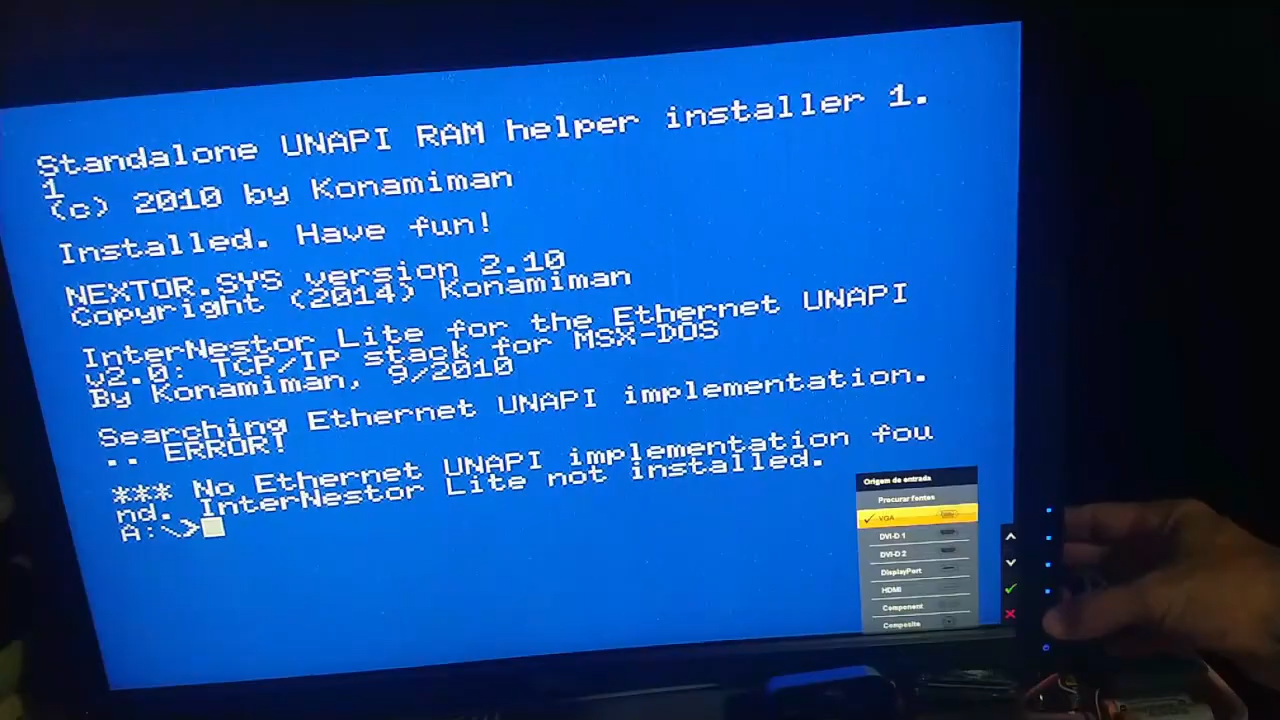 Standalone UNAPI RAM helper installer 1.
1
(c) 2010 by Konamiman
Installed. Have fun!
NEXTOR.SYS version 2.10
Copyright (2014) Konamiman
InterNestor Lite for the Ethernet UNAPI
v2.0: TCP/IP stack for MSX-DOS
By Konamiman, 9/2010
Searching Ethernet UNAPI implementation.
.. ERROR!
*** No Ethernet UNAPI implementation fou
nd. InterNestor Lite not installed.
A:\>
Origem de entrada
Procurar fontes
VGA
DVI-D 1
DVI-D 2
DisplayPort
HDMI
Component
Composite